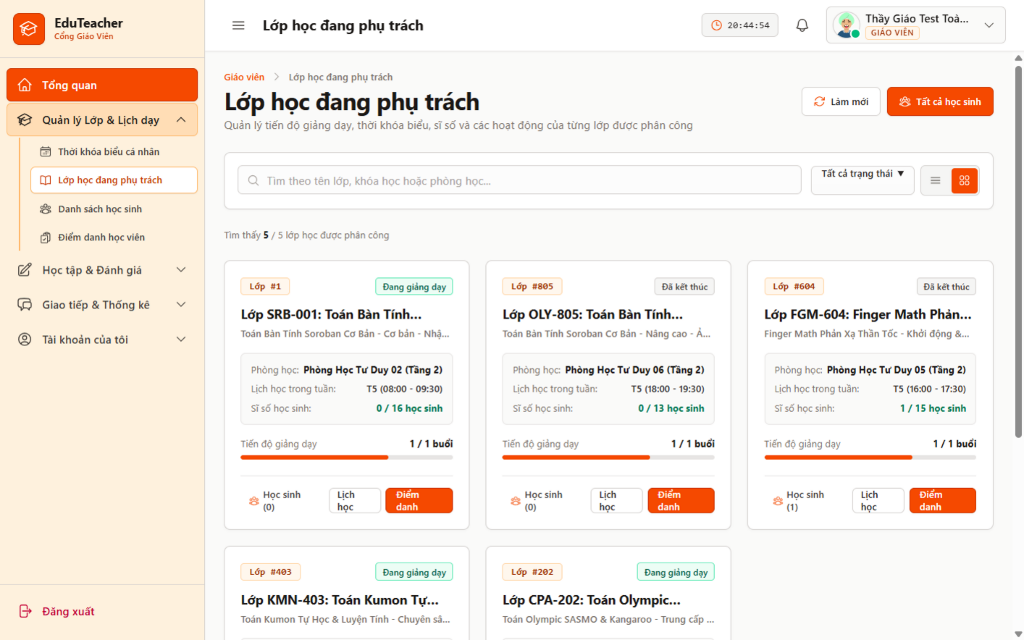 EduTeacher
Cổng Giáo Viên
Tổng quan
Quản lý Lớp & Lịch dạy
Thời khóa biểu cá nhân
Lớp học đang phụ trách
Danh sách học sinh
Điểm danh học viên
Học tập & Đánh giá
Giao tiếp & Thống kê
Tài khoản của tôi
Đăng xuất
Lớp học đang phụ trách
20:44:54
Thầy Giáo Test Toà...
GIÁO VIÊN
Giáo viên > Lớp học đang phụ trách
Lớp học đang phụ trách
Quản lý tiến độ giảng dạy, thời khóa biểu, sĩ số và các hoạt động của từng lớp được phân công
Làm mới
Tất cả học sinh
Tìm theo tên lớp, khóa học hoặc phòng học...
Tất cả trạng thái ▼
Tìm thấy 5 / 5 lớp học được phân công
Lớp #1
Đang giảng dạy
Lớp SRB-001: Toán Bàn Tính...
Toán Bàn Tính Soroban Cơ Bản - Cơ bản - Nhậ...
Phòng học: Phòng Học Tư Duy 02 (Tầng 2)
Lịch học trong tuần: T5 (08:00 - 09:30)
Sĩ số học sinh: 0 / 16 học sinh
Tiến độ giảng dạy 1 / 1 buổi
Học sinh (0)
Lịch học
Điểm danh
Lớp #805
Đã kết thúc
Lớp OLY-805: Toán Bàn Tính...
Toán Bàn Tính Soroban Cơ Bản - Nâng cao - Á...
Phòng học: Phòng Học Tư Duy 06 (Tầng 2)
Lịch học trong tuần: T5 (18:00 - 19:30)
Sĩ số học sinh: 0 / 13 học sinh
Tiến độ giảng dạy 1 / 1 buổi
Học sinh (0)
Lịch học
Điểm danh
Lớp #604
Đã kết thúc
Lớp FGM-604: Finger Math Phản...
Finger Math Phản Xạ Thần Tốc - Khởi động &...
Phòng học: Phòng Học Tư Duy 05 (Tầng 2)
Lịch học trong tuần: T5 (16:00 - 17:30)
Sĩ số học sinh: 1 / 15 học sinh
Tiến độ giảng dạy 1 / 1 buổi
Học sinh (1)
Lịch học
Điểm danh
Lớp #403
Đang giảng dạy
Lớp KMN-403: Toán Kumon Tự...
Toán Kumon Tự Học & Luyện Tính - Chuyên sâ...
Lớp #202
Đang giảng dạy
Lớp CPA-202: Toán Olympic...
Toán Olympic SASMO & Kangaroo - Trung cấp ...